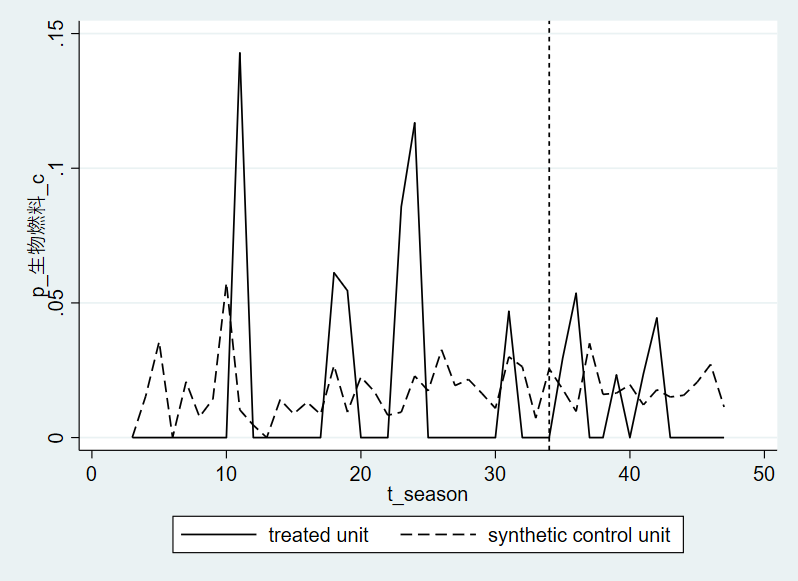 .15
.1
.05
0
p_生物燃料_c
0 10 20 30 40 50
t_season
treated unit synthetic control unit